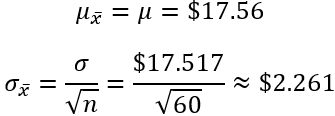 μ_x̄ = μ = $17.56
σ_x̄ = σ/√n = $17.517/√60 ≈ $2.261